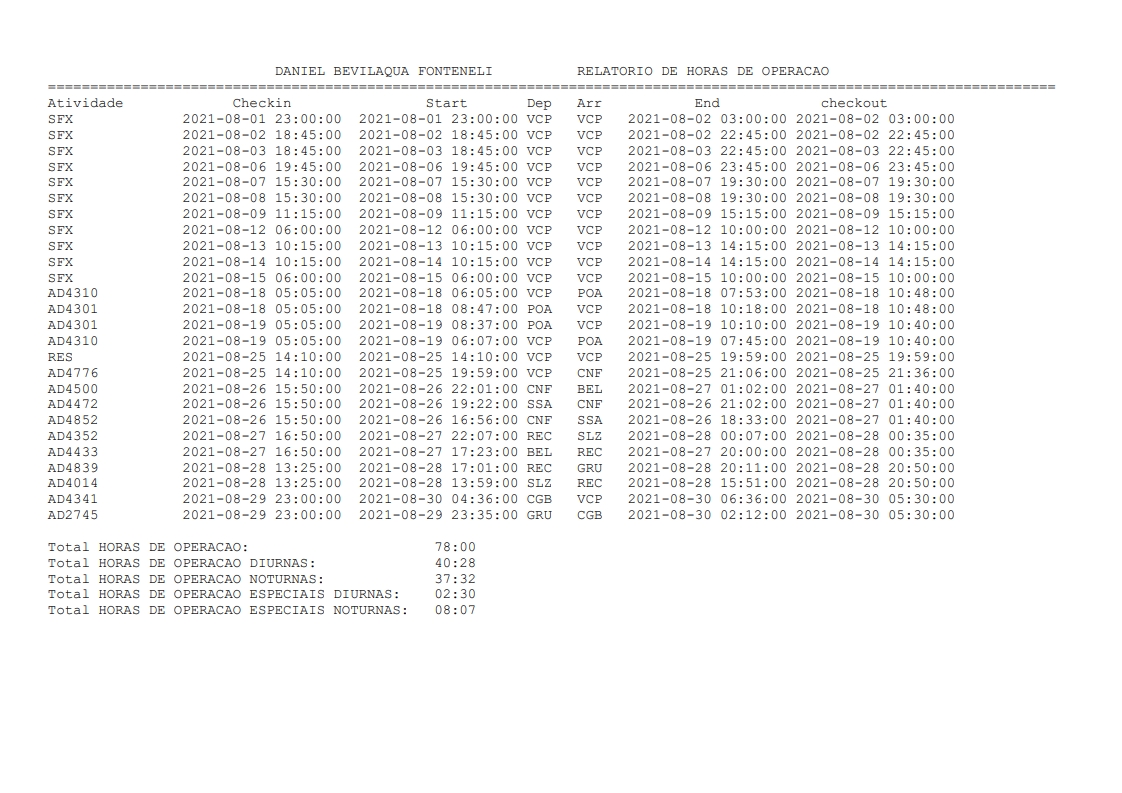 DANIEL BEVILAQUA FONTENELI RELATORIO DE HORAS DE OPERACAO
========================================================================================================================
Atividade Checkin Start Dep Arr End checkout
SFX 2021-08-01 23:00:00 2021-08-01 23:00:00 VCP VCP 2021-08-02 03:00:00 2021-08-02 03:00:00
SFX 2021-08-02 18:45:00 2021-08-02 18:45:00 VCP VCP 2021-08-02 22:45:00 2021-08-02 22:45:00
SFX 2021-08-03 18:45:00 2021-08-03 18:45:00 VCP VCP 2021-08-03 22:45:00 2021-08-03 22:45:00
SFX 2021-08-06 19:45:00 2021-08-06 19:45:00 VCP VCP 2021-08-06 23:45:00 2021-08-06 23:45:00
SFX 2021-08-07 15:30:00 2021-08-07 15:30:00 VCP VCP 2021-08-07 19:30:00 2021-08-07 19:30:00
SFX 2021-08-08 15:30:00 2021-08-08 15:30:00 VCP VCP 2021-08-08 19:30:00 2021-08-08 19:30:00
SFX 2021-08-09 11:15:00 2021-08-09 11:15:00 VCP VCP 2021-08-09 15:15:00 2021-08-09 15:15:00
SFX 2021-08-12 06:00:00 2021-08-12 06:00:00 VCP VCP 2021-08-12 10:00:00 2021-08-12 10:00:00
SFX 2021-08-13 10:15:00 2021-08-13 10:15:00 VCP VCP 2021-08-13 14:15:00 2021-08-13 14:15:00
SFX 2021-08-14 10:15:00 2021-08-14 10:15:00 VCP VCP 2021-08-14 14:15:00 2021-08-14 14:15:00
SFX 2021-08-15 06:00:00 2021-08-15 06:00:00 VCP VCP 2021-08-15 10:00:00 2021-08-15 10:00:00
AD4310 2021-08-18 05:05:00 2021-08-18 06:05:00 VCP POA 2021-08-18 07:53:00 2021-08-18 10:48:00
AD4301 2021-08-18 05:05:00 2021-08-18 08:47:00 POA VCP 2021-08-18 10:18:00 2021-08-18 10:48:00
AD4301 2021-08-19 05:05:00 2021-08-19 08:37:00 POA VCP 2021-08-19 10:10:00 2021-08-19 10:40:00
AD4310 2021-08-19 05:05:00 2021-08-19 06:07:00 VCP POA 2021-08-19 07:45:00 2021-08-19 10:40:00
RES 2021-08-25 14:10:00 2021-08-25 14:10:00 VCP VCP 2021-08-25 19:59:00 2021-08-25 19:59:00
AD4776 2021-08-25 14:10:00 2021-08-25 19:59:00 VCP CNF 2021-08-25 21:06:00 2021-08-25 21:36:00
AD4500 2021-08-26 15:50:00 2021-08-26 22:01:00 CNF BEL 2021-08-27 01:02:00 2021-08-27 01:40:00
AD4472 2021-08-26 15:50:00 2021-08-26 19:22:00 SSA CNF 2021-08-26 21:02:00 2021-08-27 01:40:00
AD4852 2021-08-26 15:50:00 2021-08-26 16:56:00 CNF SSA 2021-08-26 18:33:00 2021-08-27 01:40:00
AD4352 2021-08-27 16:50:00 2021-08-27 22:07:00 REC SLZ 2021-08-28 00:07:00 2021-08-28 00:35:00
AD4433 2021-08-27 16:50:00 2021-08-27 17:23:00 BEL REC 2021-08-27 20:00:00 2021-08-28 00:35:00
AD4839 2021-08-28 13:25:00 2021-08-28 17:01:00 REC GRU 2021-08-28 20:11:00 2021-08-28 20:50:00
AD4014 2021-08-28 13:25:00 2021-08-28 13:59:00 SLZ REC 2021-08-28 15:51:00 2021-08-28 20:50:00
AD4341 2021-08-29 23:00:00 2021-08-30 04:36:00 CGB VCP 2021-08-30 06:36:00 2021-08-30 05:30:00
AD2745 2021-08-29 23:00:00 2021-08-29 23:35:00 GRU CGB 2021-08-30 02:12:00 2021-08-30 05:30:00
Total HORAS DE OPERACAO: 78:00
Total HORAS DE OPERACAO DIURNAS: 40:28
Total HORAS DE OPERACAO NOTURNAS: 37:32
Total HORAS DE OPERACAO ESPECIAIS DIURNAS: 02:30
Total HORAS DE OPERACAO ESPECIAIS NOTURNAS: 08:07